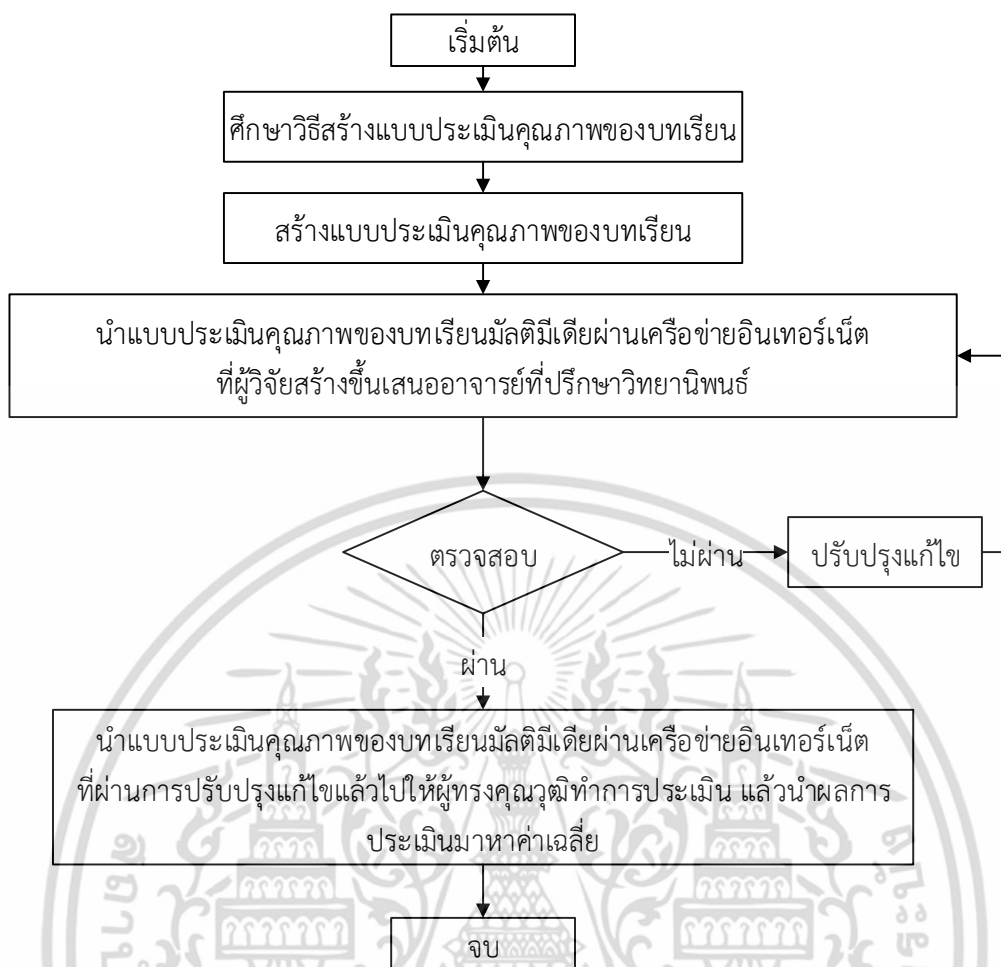 เริ่มต้น
ศึกษาวิธีสร้างแบบประเมินคุณภาพของบทเรียน
สร้างแบบประเมินคุณภาพของบทเรียน
นำแบบประเมินคุณภาพของบทเรียนมัลติมีเดียผ่านเครือข่ายอินเทอร์เน็ต
ที่ผู้วิจัยสร้างขึ้นเสนออาจารย์ที่ปรึกษาวิทยานิพนธ์
ตรวจสอบ
ไม่ผ่าน
ปรับปรุงแก้ไข
ผ่าน
นำแบบประเมินคุณภาพของบทเรียนมัลติมีเดียผ่านเครือข่ายอินเทอร์เน็ต
ที่ผ่านการปรับปรุงแก้ไขแล้วไปให้ผู้ทรงคุณวุฒิทำการประเมิน แล้วนำผลการ
ประเมินมาหาค่าเฉลี่ย
จบ